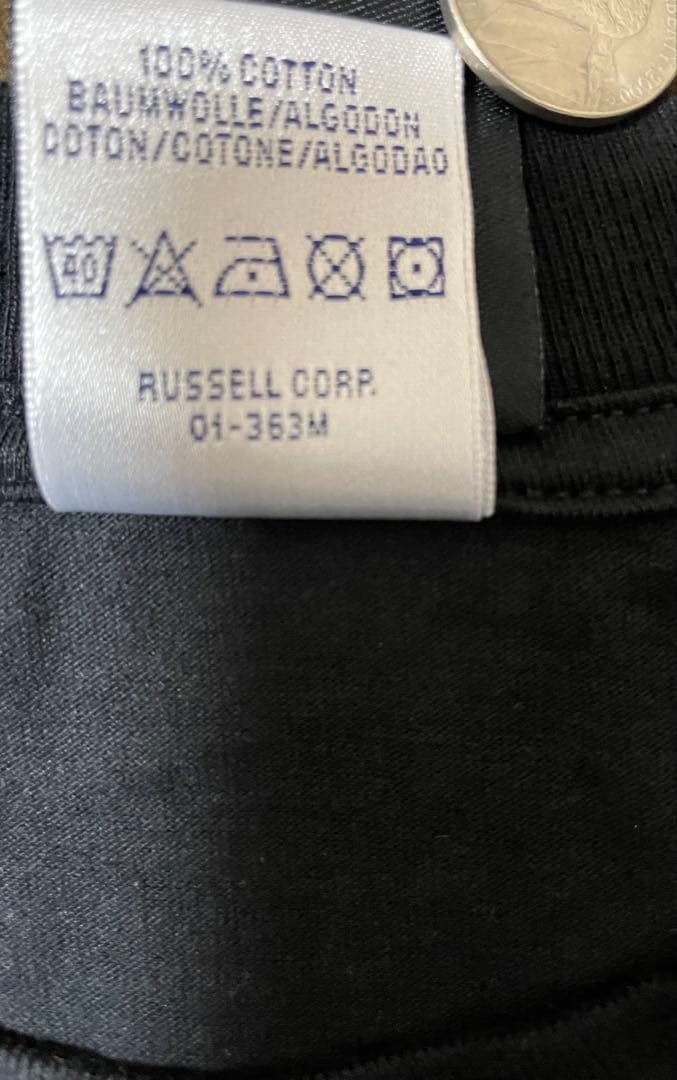 100% COTTON
BAUMWOLLE/ALGODON
COTON/COTONE/ALGODAO
40
RUSSELL CORP.
01-363M